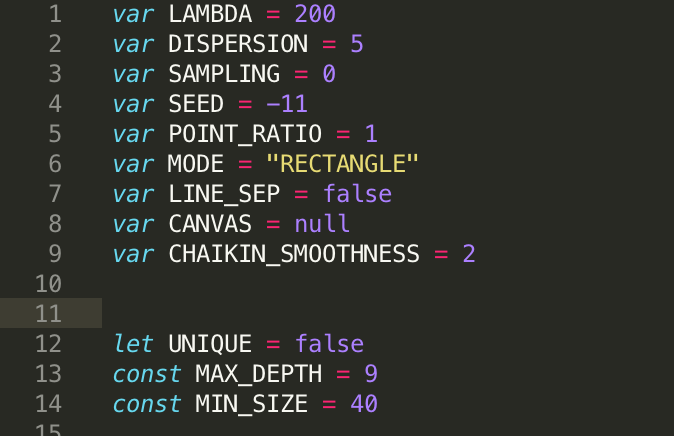 1 var LAMBDA = 200
2 var DISPERSION = 5
3 var SAMPLING = 0
4 var SEED = -11
5 var POINT_RATIO = 1
6 var MODE = "RECTANGLE"
7 var LINE_SEP = false
8 var CANVAS = null
9 var CHAIKIN_SMOOTHNESS = 2
10
11
12 let UNIQUE = false
13 const MAX_DEPTH = 9
14 const MIN_SIZE = 40
15